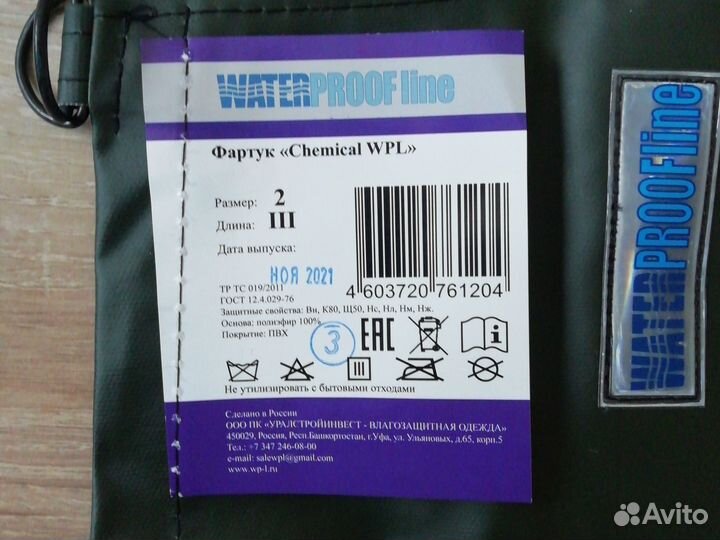 WATERPROOF line
Фартук «Chemical WPL»
Размер: 2
Длина: III
Дата выпуска:
НОЯ 2021
ТР ТС 019/2011
ГОСТ 12.4.029-76
Защитные свойства: Ви, К80, Щ50, Нс, Нл, Нм, Нж.
Основа: полиэфир 100%
Покрытие: ПВХ
4 603720 761204
3
EAC
Не утилизировать с бытовыми отходами
Сделано в России
ООО ПК «УРАЛСТРОЙИНВЕСТ - ВЛАГОЗАЩИТНАЯ ОДЕЖДА»
450029, Россия, Респ.Башкортостан, г.Уфа, ул. Ульяновых, д.65, корп.5
Тел.: +7 347 246-08-00
e-mail: salewpl@gmail.com
www.wp-l.ru
WATERPROOF line
Avito